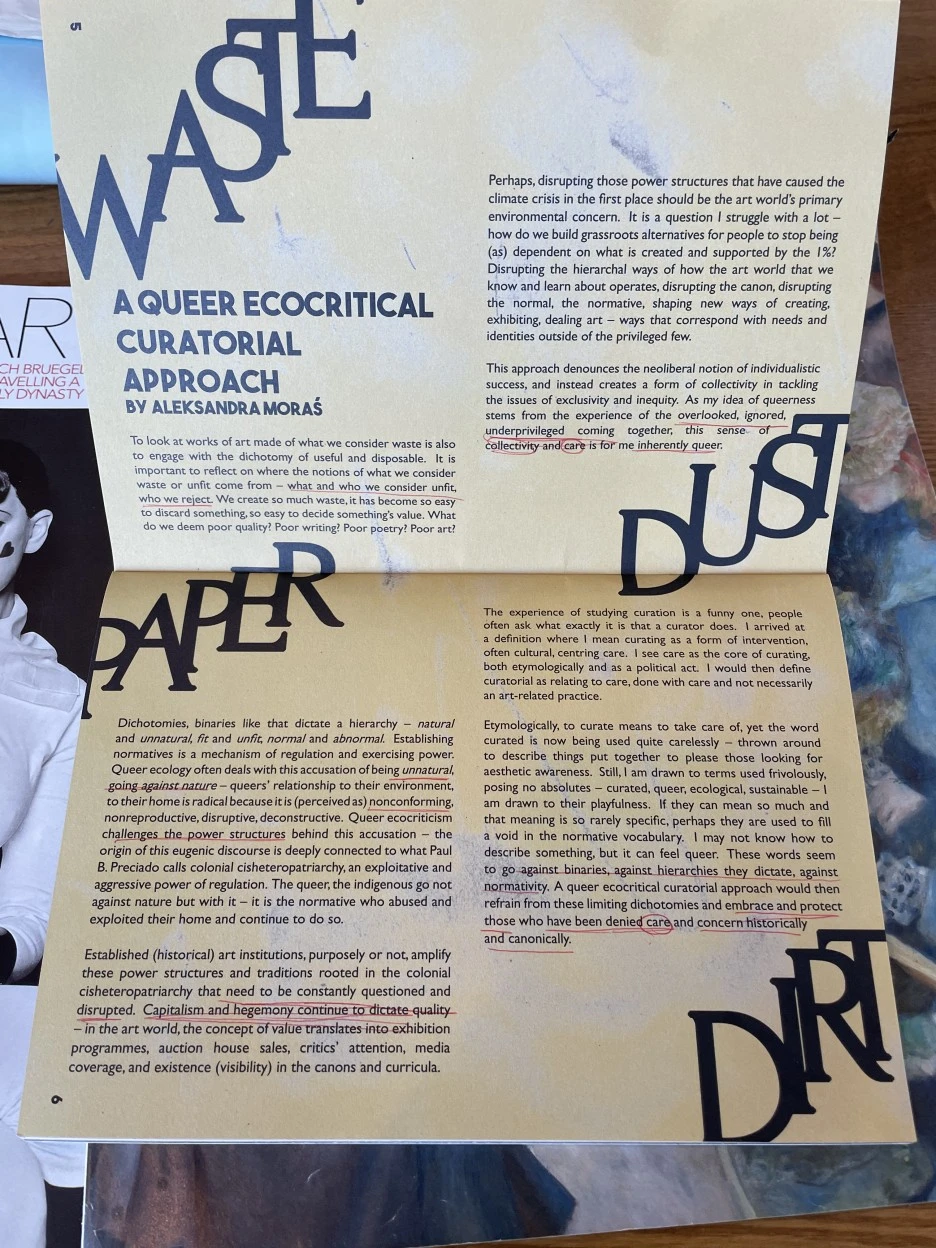 5
WASTE
A QUEER ECOCRITICAL
CURATORIAL
APPROACH
BY ALEKSANDRA MORAŚ
To look at works of art made of what we consider waste is also
to engage with the dichotomy of useful and disposable. It is
important to reflect on where the notions of what we consider
waste or unfit come from – what and who we consider unfit,
who we reject. We create so much waste, it has become so easy
to discard something, so easy to decide something's value. What
do we deem poor quality? Poor writing? Poor poetry? Poor art?
PAPER
Dichotomies, binaries like that dictate a hierarchy – natural
and unnatural, fit and unfit, normal and abnormal. Establishing
normatives is a mechanism of regulation and exercising power.
Queer ecology often deals with this accusation of being unnatural,
going against nature – queers' relationship to their environment,
to their home is radical because it is (perceived as) nonconforming,
nonreproductive, disruptive, deconstructive. Queer ecocriticism
challenges the power structures behind this accusation – the
origin of this eugenic discourse is deeply connected to what Paul
B. Preciado calls colonial cisheteropatriarchy, an exploitative and
aggressive power of regulation. The queer, the indigenous go not
against nature but with it – it is the normative who abused and
exploited their home and continue to do so.
Established (historical) art institutions, purposely or not, amplify
these power structures and traditions rooted in the colonial
cisheteropatriarchy that need to be constantly questioned and
disrupted. Capitalism and hegemony continue to dictate quality
– in the art world, the concept of value translates into exhibition
programmes, auction house sales, critics' attention, media
coverage, and existence (visibility) in the canons and curricula.
6
Perhaps, disrupting those power structures that have caused the
climate crisis in the first place should be the art world's primary
environmental concern. It is a question I struggle with a lot –
how do we build grassroots alternatives for people to stop being
(as) dependent on what is created and supported by the 1%?
Disrupting the hierarchal ways of how the art world that we
know and learn about operates, disrupting the canon, disrupting
the normal, the normative, shaping new ways of creating,
exhibiting, dealing art – ways that correspond with needs and
identities outside of the privileged few.
This approach denounces the neoliberal notion of individualistic
success, and instead creates a form of collectivity in tackling
the issues of exclusivity and inequity. As my idea of queerness
stems from the experience of the overlooked, ignored,
underprivileged coming together, this sense of
collectivity and care is for me inherently queer.
DUST
The experience of studying curation is a funny one, people
often ask what exactly it is that a curator does. I arrived at
a definition where I mean curating as a form of intervention,
often cultural, centring care. I see care as the core of curating,
both etymologically and as a political act. I would then define
curatorial as relating to care, done with care and not necessarily
an art-related practice.
Etymologically, to curate means to take care of, yet the word
curated is now being used quite carelessly – thrown around
to describe things put together to please those looking for
aesthetic awareness. Still, I am drawn to terms used frivolously,
posing no absolutes – curated, queer, ecological, sustainable – I
am drawn to their playfulness. If they can mean so much and
that meaning is so rarely specific, perhaps they are used to fill
a void in the normative vocabulary. I may not know how to
describe something, but it can feel queer. These words seem
to go against binaries, against hierarchies they dictate, against
normativity. A queer ecocritical curatorial approach would then
refrain from these limiting dichotomies and embrace and protect
those who have been denied care and concern historically
and canonically.
DIRT
AR
CH BRUEGEL
AVELLING A
LY DYNASTY